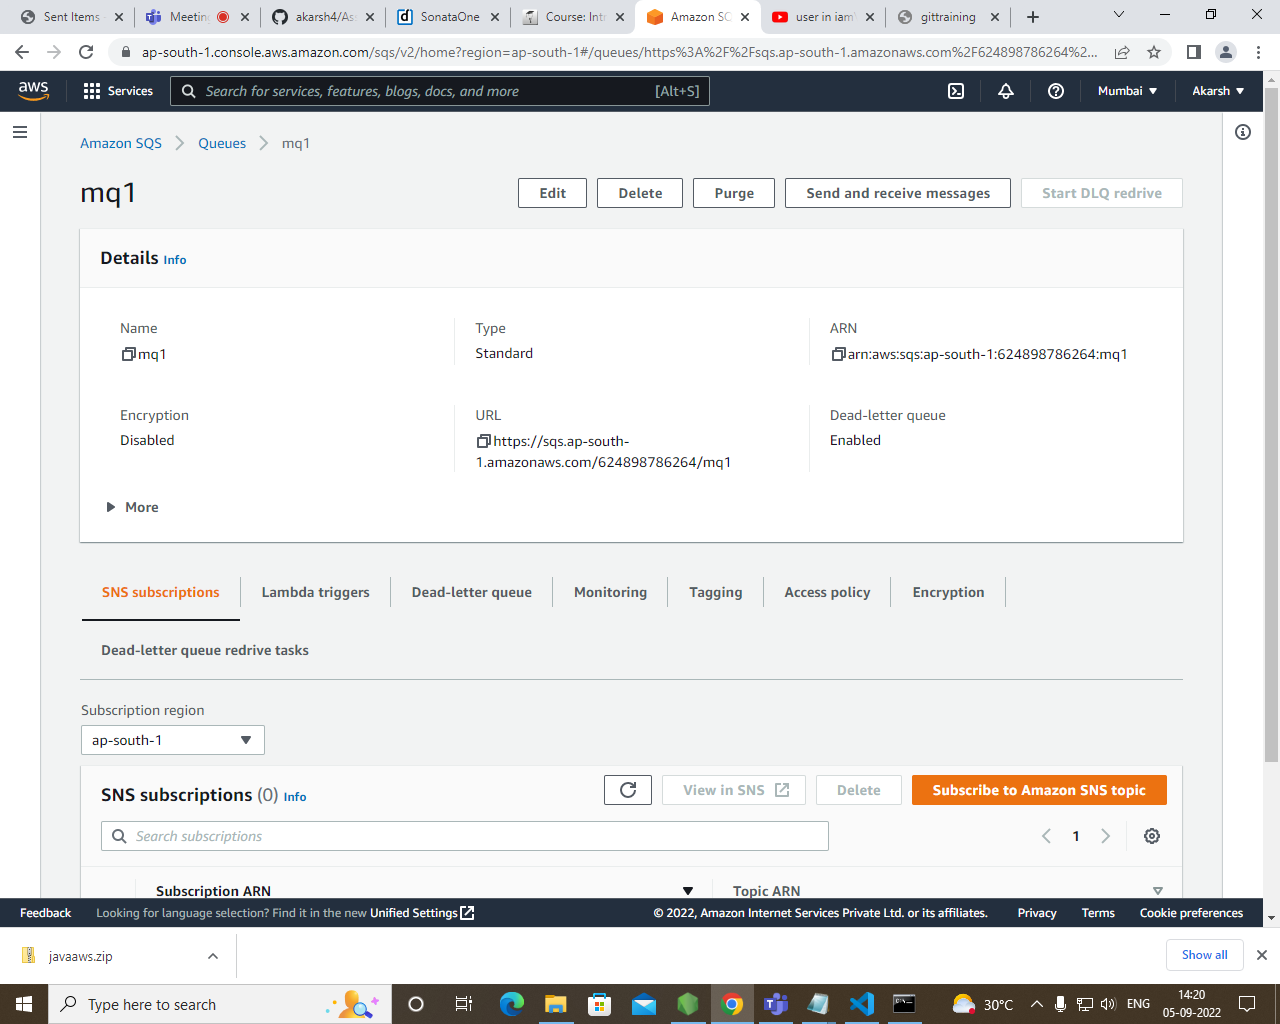 Sent Items
Meetin
akarsh4/As
SonataOne
Course: Intr
Amazon SQ
user in iam
gittraining
ap-south-1.console.aws.amazon.com/sqs/v2/home?region=ap-south-1#/queues/https%3A%2F%2Fsqs.ap-south-1.amazonaws.com%2F624898786264%2...
aws
Services
Search for services, features, blogs, docs, and more
[Alt+S]
Mumbai
Akarsh
Amazon SQS
Queues
mq1
mq1
Edit
Delete
Purge
Send and receive messages
Start DLQ redrive
Details Info
Name
mq1
Type
Standard
ARN
arn:aws:sqs:ap-south-1:624898786264:mq1
Encryption
Disabled
URL
https://sqs.ap-south-
1.amazonaws.com/624898786264/mq1
Dead-letter queue
Enabled
More
SNS subscriptions
Lambda triggers
Dead-letter queue
Monitoring
Tagging
Access policy
Encryption
Dead-letter queue redrive tasks
Subscription region
ap-south-1
SNS subscriptions (0) Info
View in SNS
Delete
Subscribe to Amazon SNS topic
Search subscriptions
1
Subscription ARN
Topic ARN
Feedback
Looking for language selection? Find it in the new Unified Settings
© 2022, Amazon Internet Services Private Ltd. or its affiliates.
Privacy
Terms
Cookie preferences
javaaws.zip
Show all
Type here to search
30°C
ENG
14:20
05-09-2022